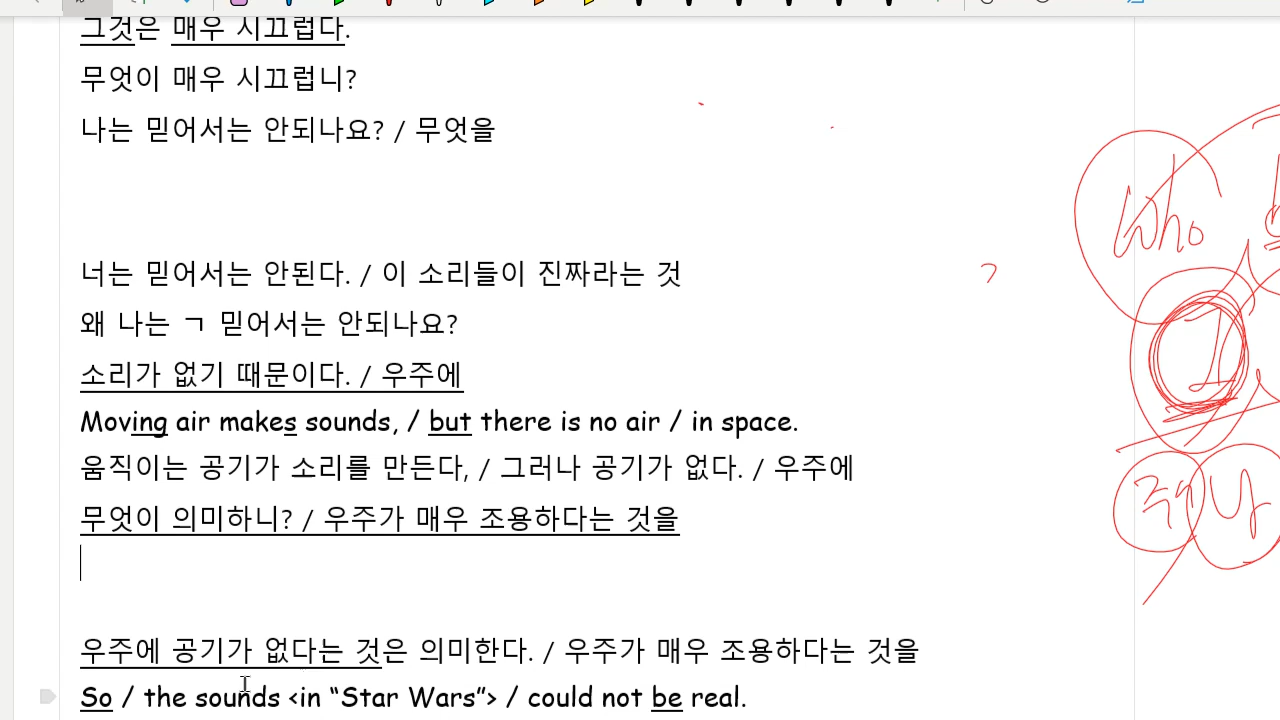 그것은 매우 시끄럽다.
무엇이 매우 시끄럽니?
나는 믿어서는 안되나요? / 무엇을
너는 믿어서는 안된다. / 이 소리들이 진짜라는 것
왜 나는 ㄱ 믿어서는 안되나요?
소리가 없기 때문이다. / 우주에
Moving air makes sounds, / but there is no air / in space.
움직이는 공기가 소리를 만든다, / 그러나 공기가 없다. / 우주에
무엇이 의미하니? / 우주가 매우 조용하다는 것을
우주에 공기가 없다는 것은 의미한다. / 우주가 매우 조용하다는 것을
So / the sounds <in “Star Wars”> / could not be real.
Who